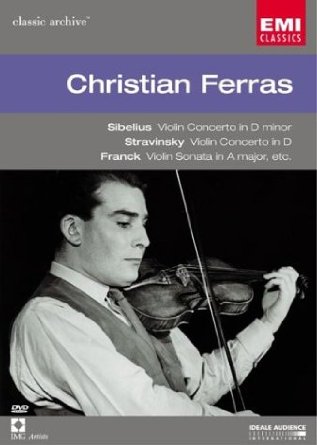 classic archive™
EMI
CLASSICS
Christian Ferras
Sibelius Violin Concerto in D minor
Stravinsky Violin Concerto in D
Franck Violin Sonata in A major, etc.
DVD
IMG Artists
IDEALE AUDIENCE
INTERNATIONAL